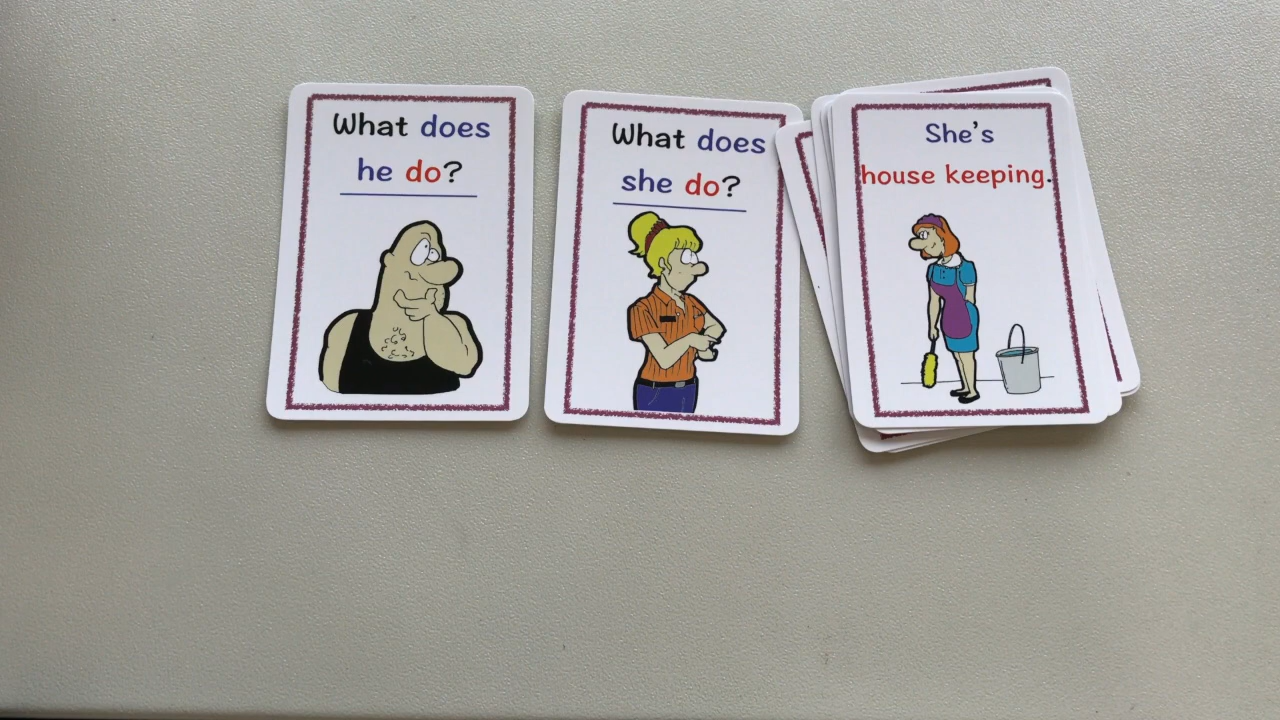 What does
he do?
What does
she do?
She's
house keeping.